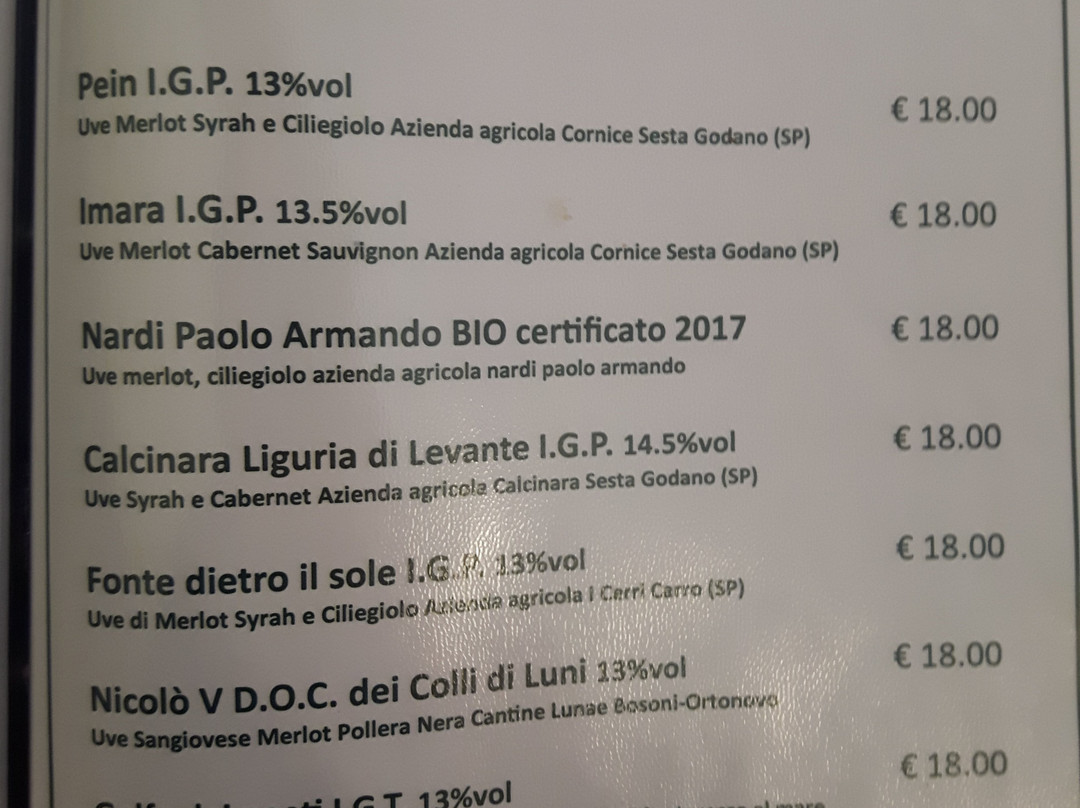 Pein I.G.P. 13%vol
€ 18.00
Uve Merlot Syrah e Ciliegiolo Azienda agricola Cornice Sesta Godano (SP)
Imara I.G.P. 13.5%vol
€ 18.00
Uve Merlot Cabernet Sauvignon Azienda agricola Cornice Sesta Godano (SP)
Nardi Paolo Armando BIO certificato 2017
€ 18.00
Uve merlot, ciliegiolo azienda agricola nardi paolo armando
Calcinara Liguria di Levante I.G.P. 14.5%vol
€ 18.00
Uve Syrah e Cabernet Azienda agricola Calcinara Sesta Godano (SP)
Fonte dietro il sole I.G.P. 13%vol
€ 18.00
Uve di Merlot Syrah e Ciliegiolo Azienda agricola i Cerri Carro (SP)
Nicolò V D.O.C. dei Colli di Luni 13%vol
€ 18.00
Uve Sangiovese Merlot Pollera Nera Cantine Lunae Bosoni-Ortonovo
I.G.T. 13%vol
€ 18.00